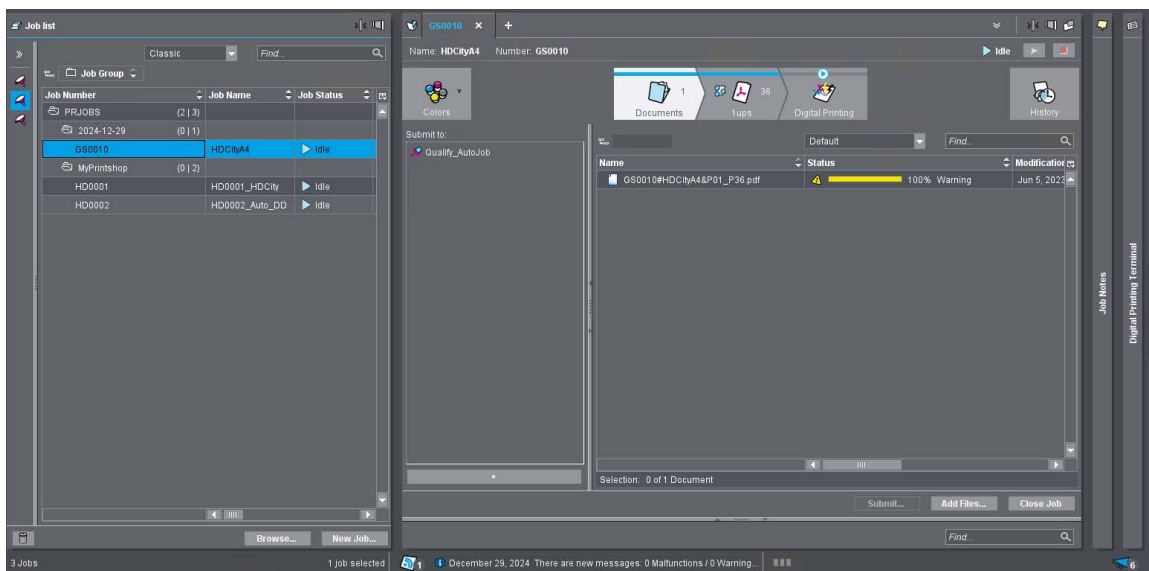 Job list
Classic
Find...
Job Group
Job Number Job Name Job Status
PRJOBS (2 | 3)
2024-12-29 (0 | 1)
GS0010 HDCityA4 Idle
MyPrintshop (0 | 2)
HD0001 HD0001_HDCity Idle
HD0002 HD0002_Auto_DD Idle
Browse... New Job...
3 Jobs 1 job selected
GS0010
Name: HDCityA4 Number: GS0010 Idle
Colors
1 36
Documents 1ups Digital Printing
History
Submit to:
Qualify_AutoJob
+
Default Find...
Name Status Modification
GS0010#HDCityA4&P01_P36.pdf 100% Warning Jun 5, 2023
Selection: 0 of 1 Document
Submit... Add Files... Close Job
Find...
1 December 29, 2024 There are new messages: 0 Malfunctions / 0 Warning...
6
Job Notes
Digital Printing Terminal